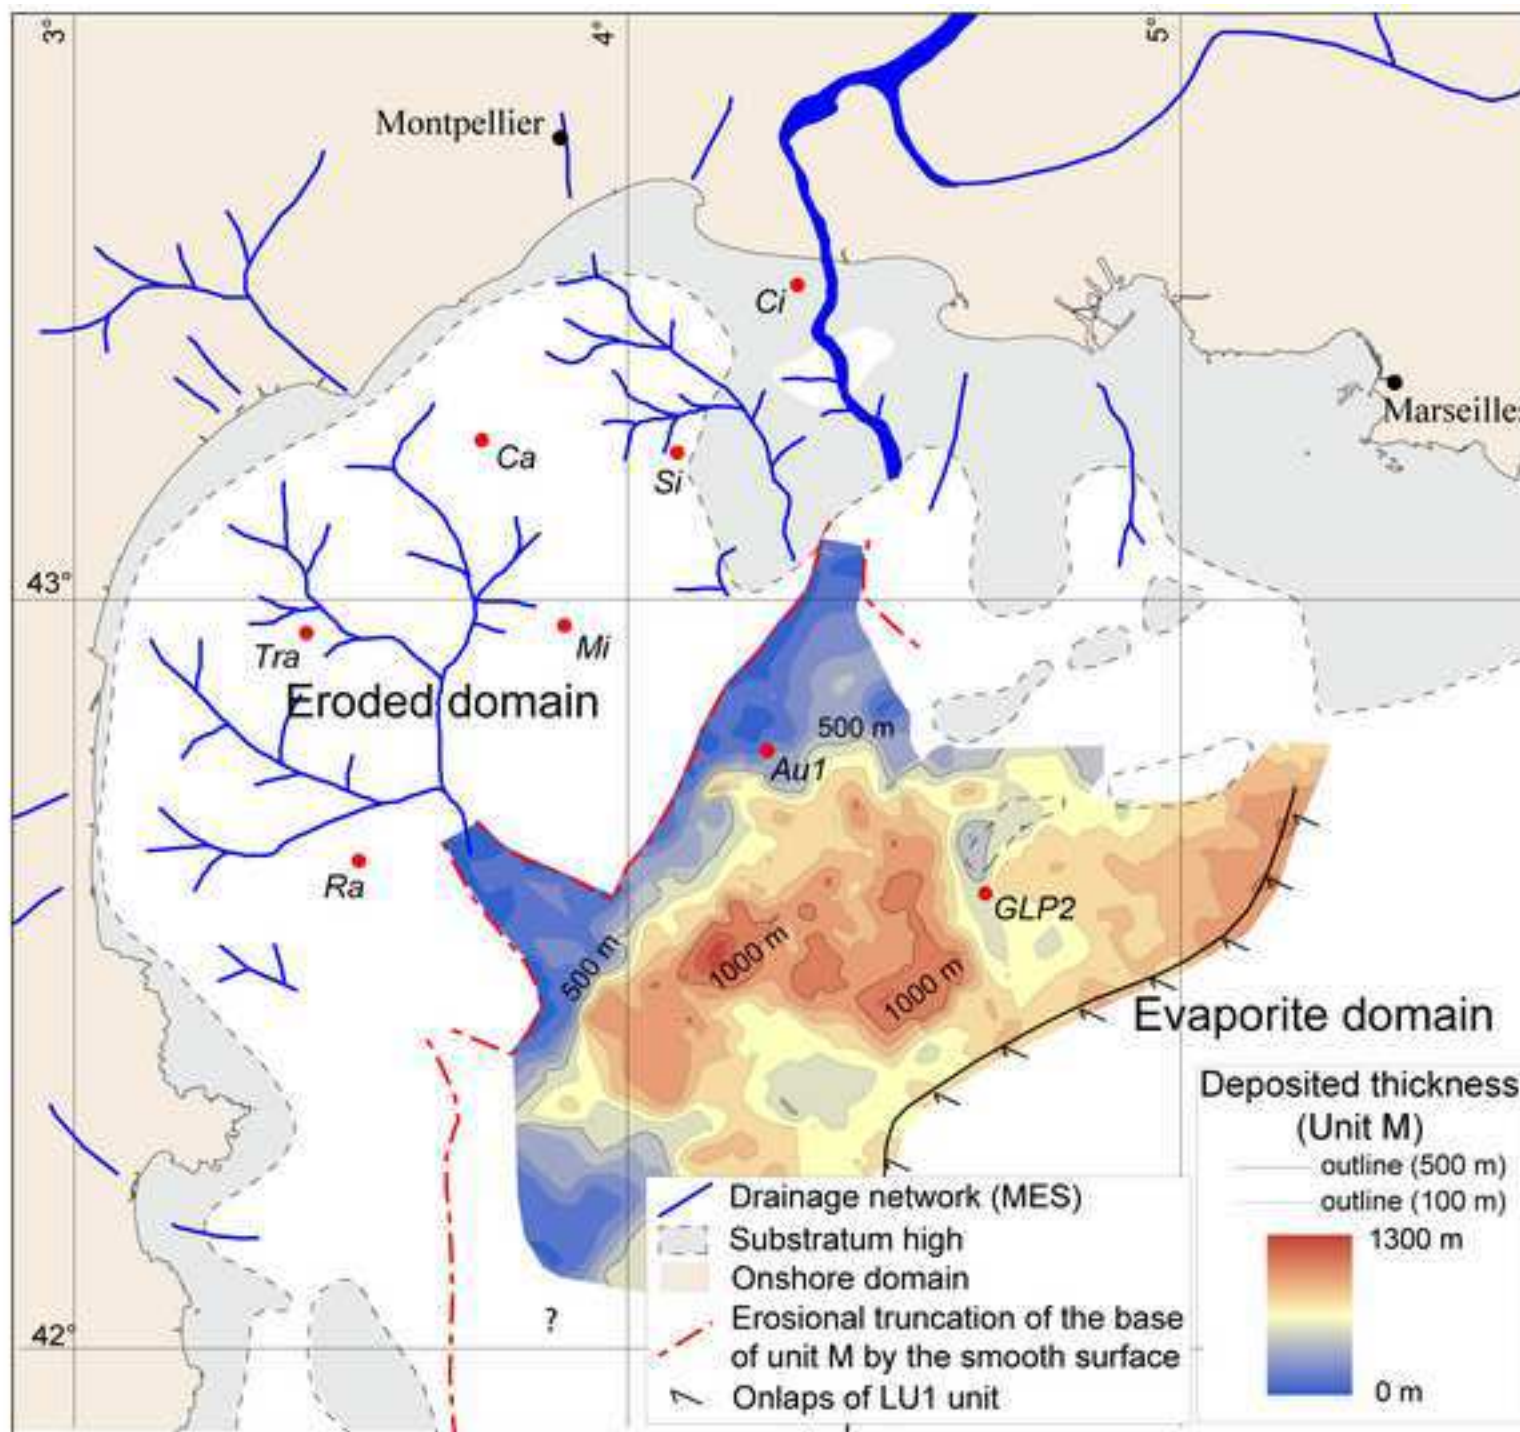 3°
4°
5°
Montpellier
Ci
Marseille
Ca
Si
43°
Tra
Mi
Eroded domain
500 m
Au1
Ra
GLP2
500 m
1000 m
1000 m
Evaporite domain
Deposited thickness
(Unit M)
outline (500 m)
outline (100 m)
1300 m
0 m
Drainage network (MES)
Substratum high
Onshore domain
Erosional truncation of the base
of unit M by the smooth surface
Onlaps of LU1 unit
?
42°